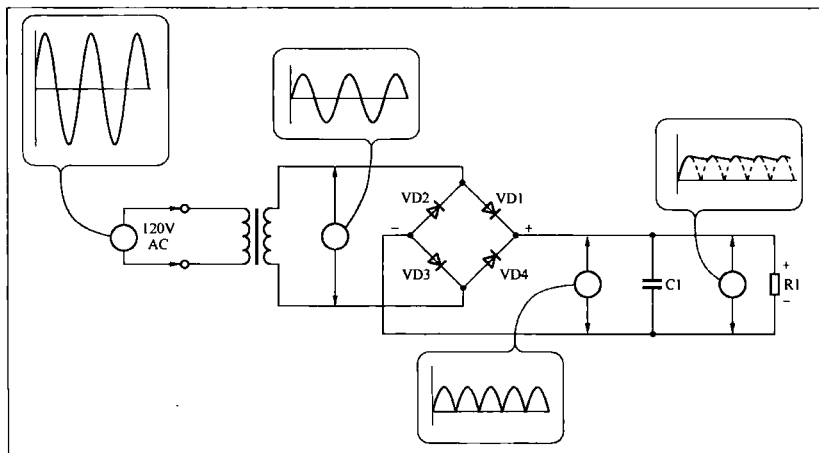 120V
AC
VD2
VD1
−
+
VD3
VD4
C1
+
R1
−